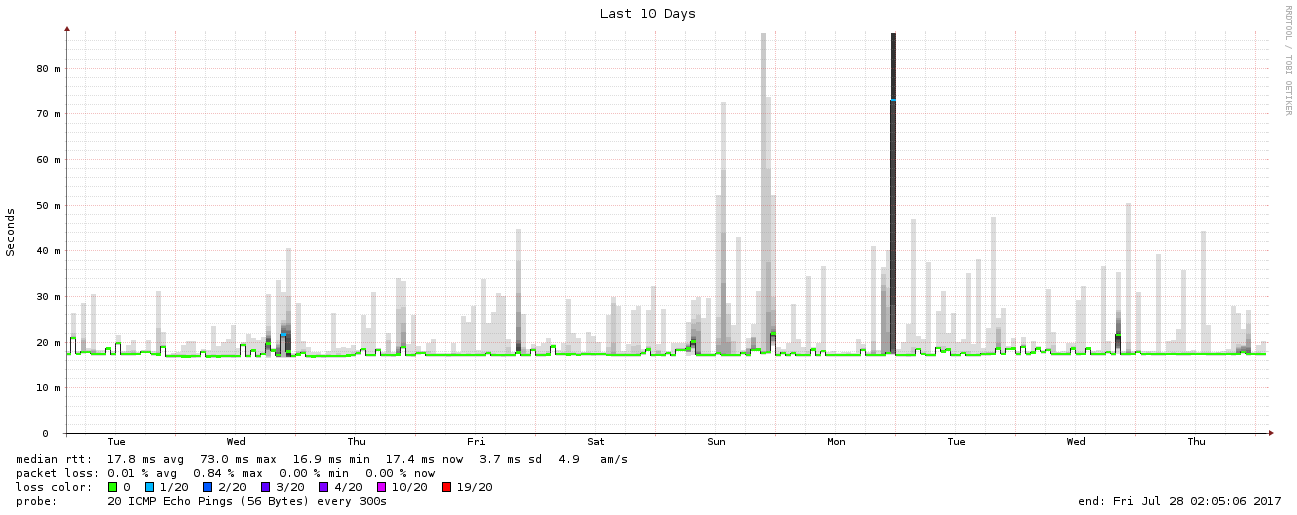 Last 10 Days
RRDTOOL / TOBI OETIKER
Seconds
80 m
70 m
60 m
50 m
40 m
30 m
20 m
10 m
0
Tue Wed Thu Fri Sat Sun Mon Tue Wed Thu
median rtt: 17.8 ms avg 73.0 ms max 16.9 ms min 17.4 ms now 3.7 ms sd 4.9 am/s
packet loss: 0.01 % avg 0.84 % max 0.00 % min 0.00 % now
loss color: 0 1/20 2/20 3/20 4/20 10/20 19/20
probe: 20 ICMP Echo Pings (56 Bytes) every 300s
end: Fri Jul 28 02:05:06 2017